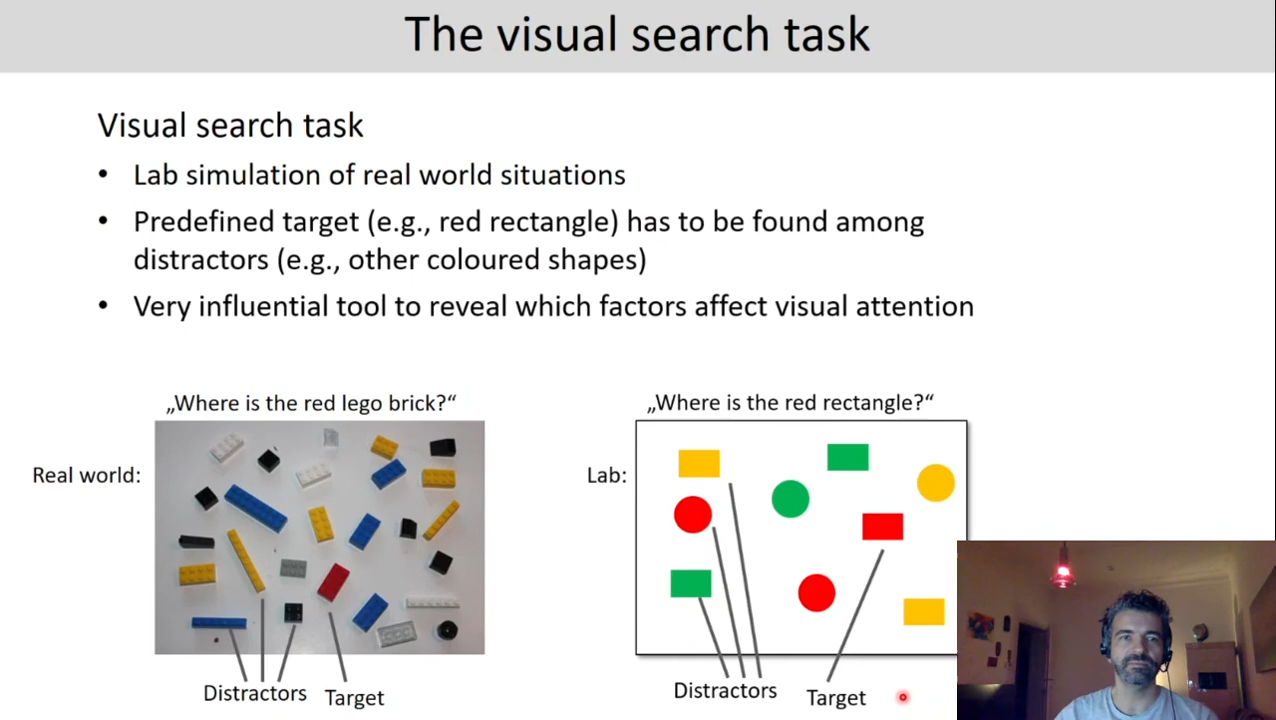 The visual search task
Visual search task
• Lab simulation of real world situations
• Predefined target (e.g., red rectangle) has to be found among
distractors (e.g., other coloured shapes)
• Very influential tool to reveal which factors affect visual attention
„Where is the red lego brick?“
„Where is the red rectangle?“
Real world:
Lab:
Distractors
Target
Distractors
Target